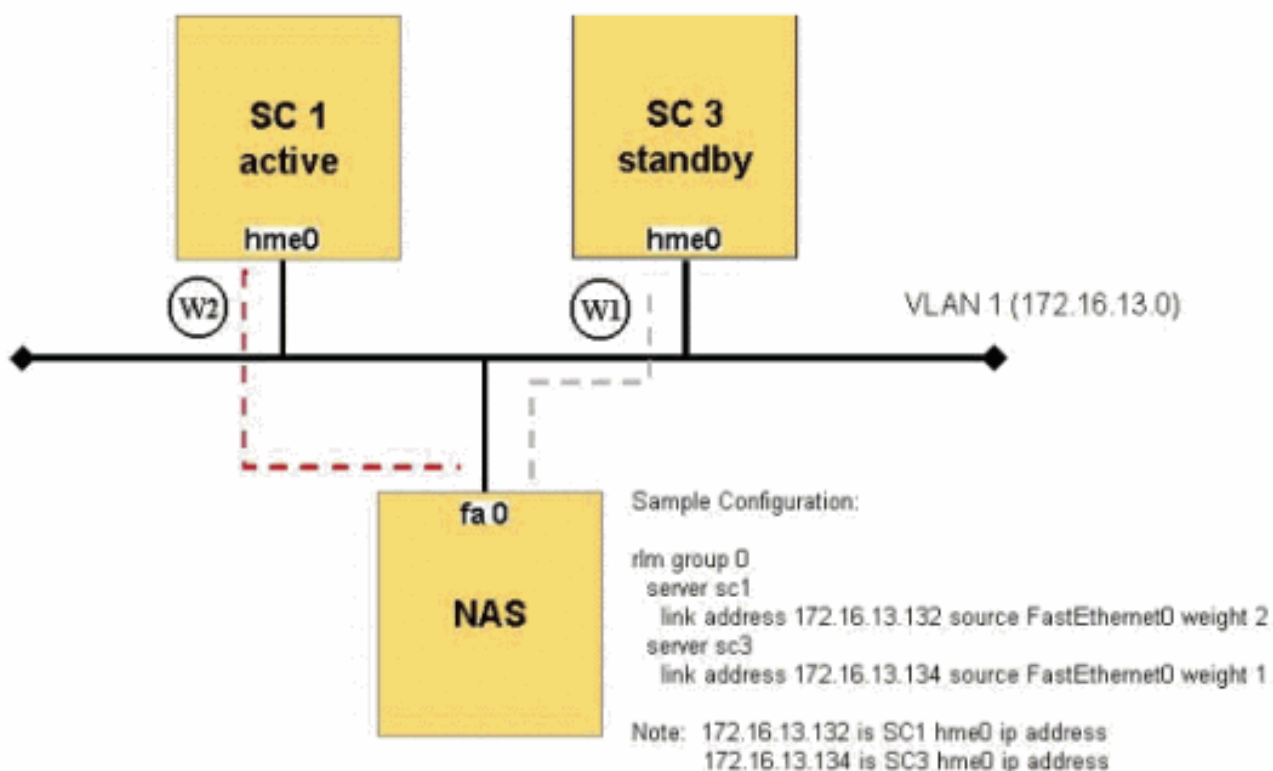 SC 1
active
hme0
SC 3
standby
hme0
W2
W1
VLAN 1 (172.16.13.0)
fa 0
NAS
Sample Configuration:
rlm group 0
server sc1
link address 172.16.13.132 source FastEthernet0 weight 2
server sc3
link address 172.16.13.134 source FastEthernet0 weight 1
Note: 172.16.13.132 is SC1 hme0 ip address
172.16.13.134 is SC3 hme0 ip address